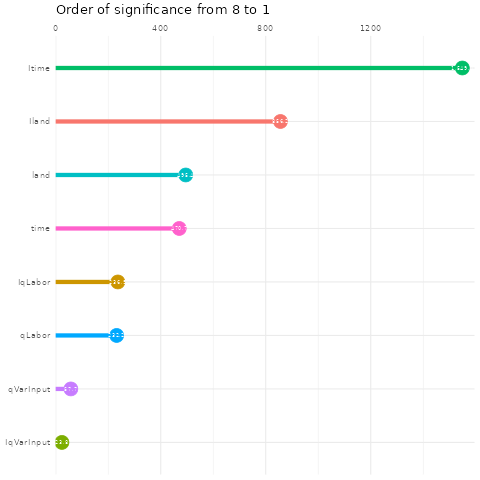 Order of significance from 8 to 1
0 400 800 1200
ltime
lland
land
time
lqLabor
qLabor
qVarInput
lqVarInput